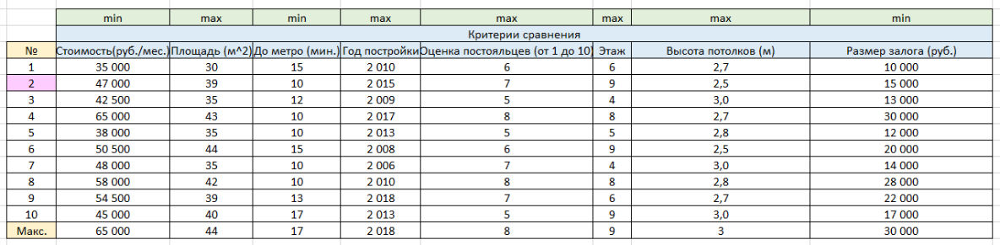 min max min max max max max min
Критерии сравнения
№ Стоимость(руб./мес.) Площадь (м^2) До метро (мин.) Год постройки Оценка постояльцев (от 1 до 10) Этаж Высота потолков (м) Размер залога (руб.)
1 35 000 30 15 2 010 6 6 2,7 10 000
2 47 000 39 10 2 015 7 9 2,5 15 000
3 42 500 35 12 2 009 5 4 3,0 13 000
4 65 000 43 10 2 017 8 8 2,7 30 000
5 38 000 35 10 2 013 5 5 2,8 12 000
6 50 500 44 15 2 008 6 9 2,5 20 000
7 48 000 35 10 2 006 7 4 3,0 14 000
8 58 000 42 10 2 010 8 8 2,8 28 000
9 54 500 39 13 2 018 7 6 2,7 22 000
10 45 000 40 17 2 013 5 9 3,0 17 000
Макс. 65 000 44 17 2 018 8 9 3 30 000